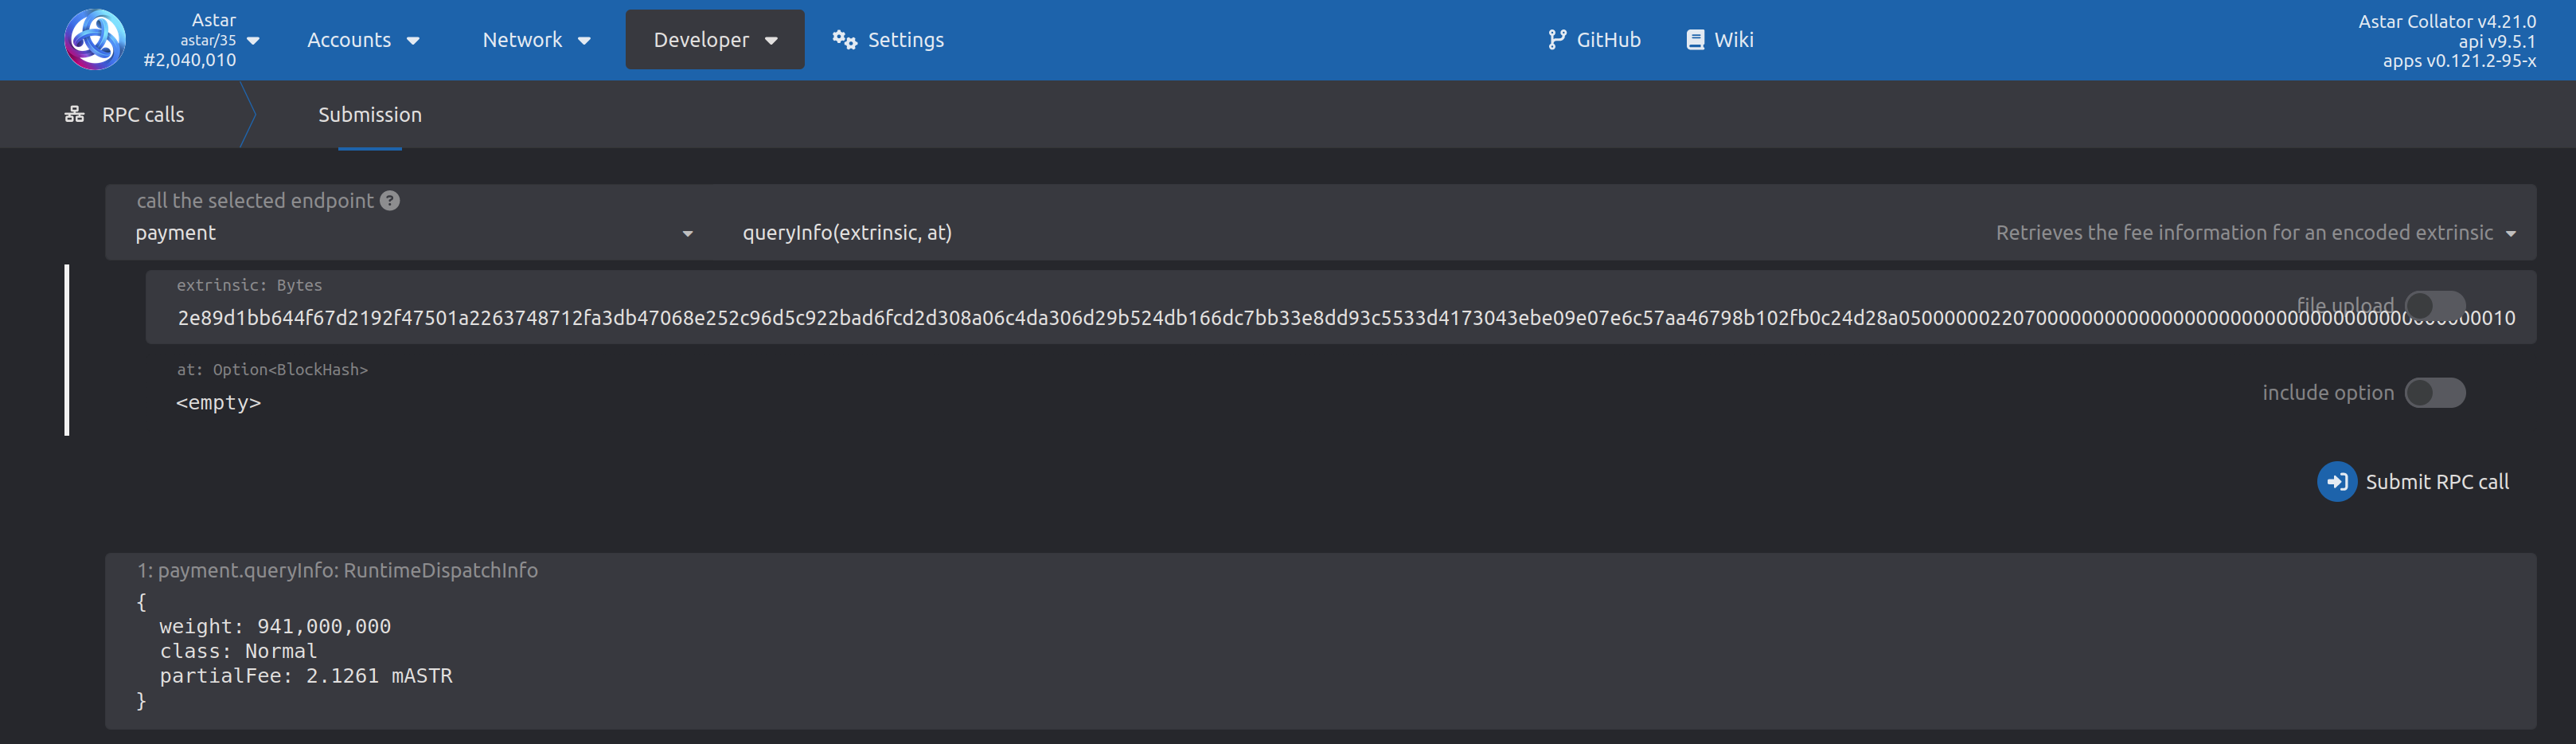 Astar
astar/35
#2,040,010
Accounts
Network
Developer
Settings
GitHub
Wiki
Astar Collator v4.21.0
api v9.5.1
apps v0.121.2-95-x
RPC calls
Submission
call the selected endpoint
payment
queryInfo(extrinsic, at)
Retrieves the fee information for an encoded extrinsic
extrinsic: Bytes
file upload
at: Option<BlockHash>
<empty>
include option
Submit RPC call
1: payment.queryInfo: RuntimeDispatchInfo
{
weight: 941,000,000
class: Normal
partialFee: 2.1261 mASTR
}